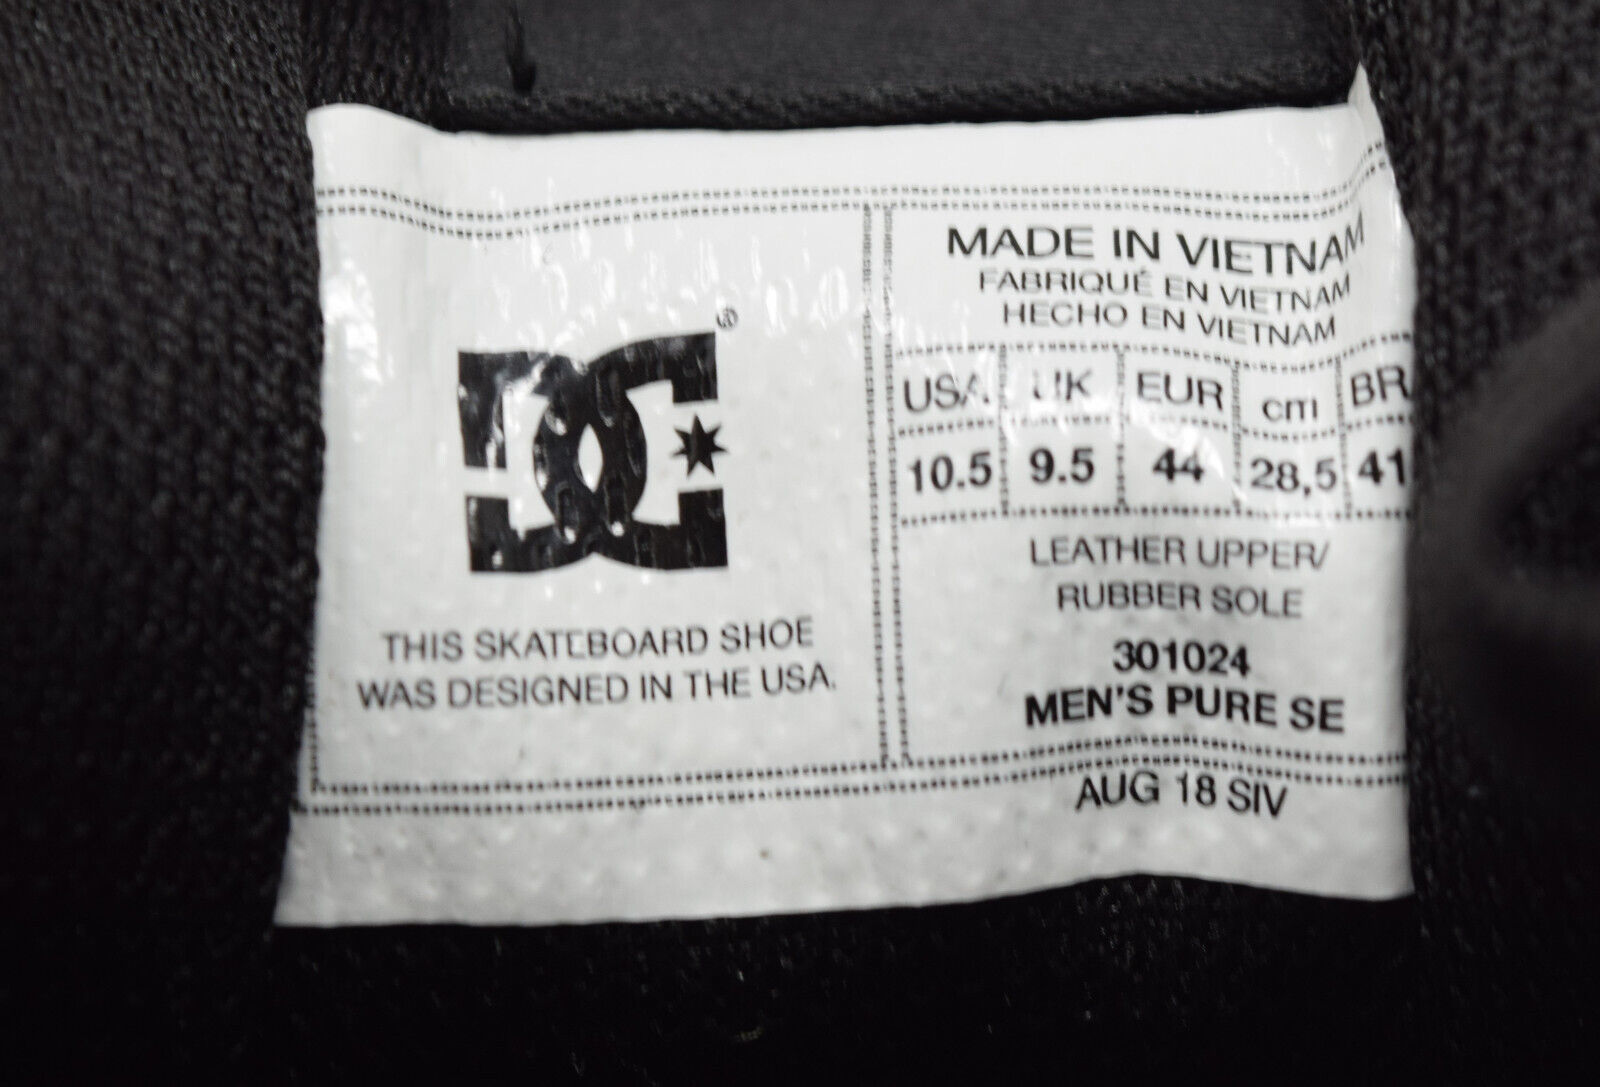 DC ®
THIS SKATEBOARD SHOE
WAS DESIGNED IN THE USA.
MADE IN VIETNAM
FABRIQUÉ EN VIETNAM
HECHO EN VIETNAM
USA UK EUR cm BR
10.5 9.5 44 28,5 41
LEATHER UPPER/
RUBBER SOLE
301024
MEN'S PURE SE
AUG 18 SIV